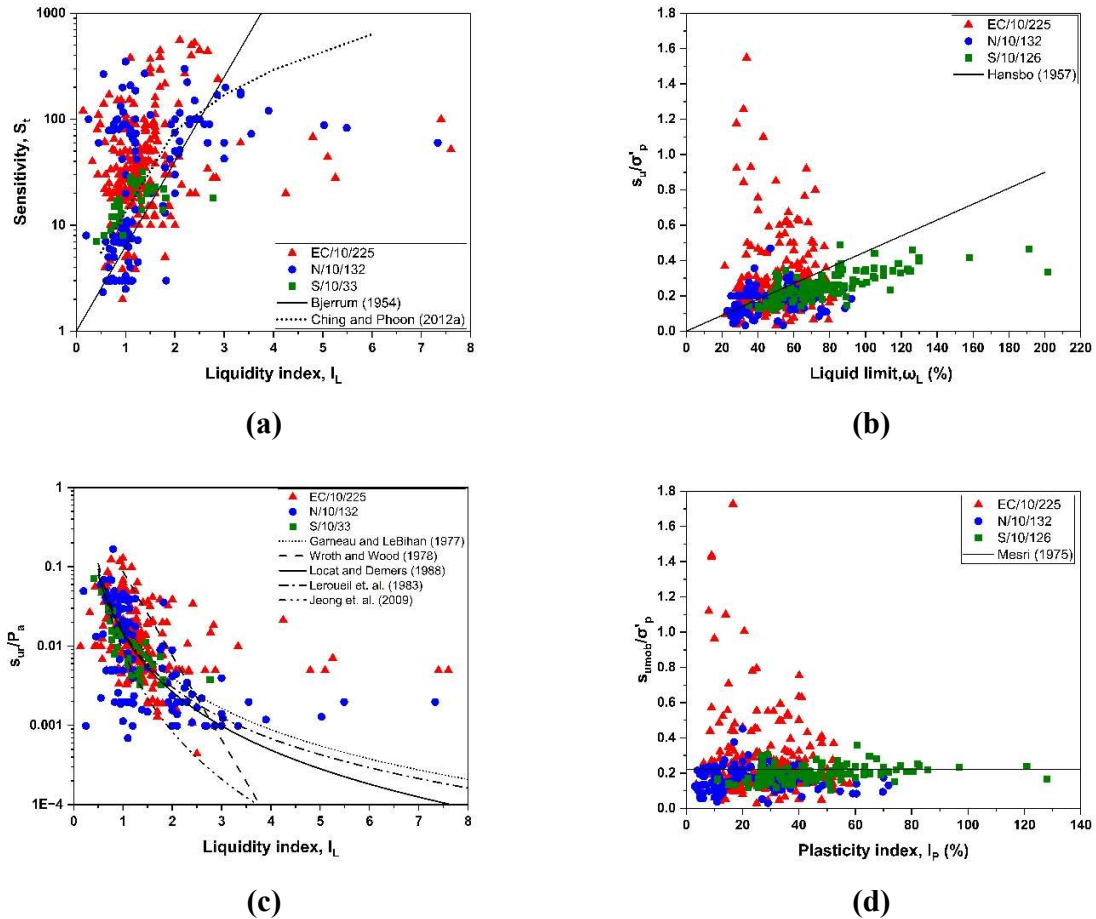 1000
100
10
1
Sensitivity, St
0 1 2 3 4 5 6 7 8
Liquidity index, IL
EC/10/225
N/10/132
S/10/33
Bjerrum (1954)
Ching and Phoon (2012a)
(a)
1.8
1.6
1.4
1.2
1.0
0.8
0.6
0.4
0.2
0.0
su/σ'p
0 20 40 60 80 100 120 140 160 180 200 220
Liquid limit,ωL (%)
EC/10/225
N/10/132
S/10/126
Hansbo (1957)
(b)
1
0.1
0.01
0.001
1E−4
sur/Pa
0 1 2 3 4 5 6 7 8
Liquidity index, IL
EC/10/225
N/10/132
S/10/33
Garneau and LeBihan (1977)
Wroth and Wood (1978)
Locat and Demers (1988)
Leroueil et. al. (1983)
Jeong et. al. (2009)
(c)
1.8
1.6
1.4
1.2
1.0
0.8
0.6
0.4
0.2
0.0
sumob/σ'p
0 20 40 60 80 100 120 140
Plasticity index, IP (%)
EC/10/225
N/10/132
S/10/126
Mesri (1975)
(d)